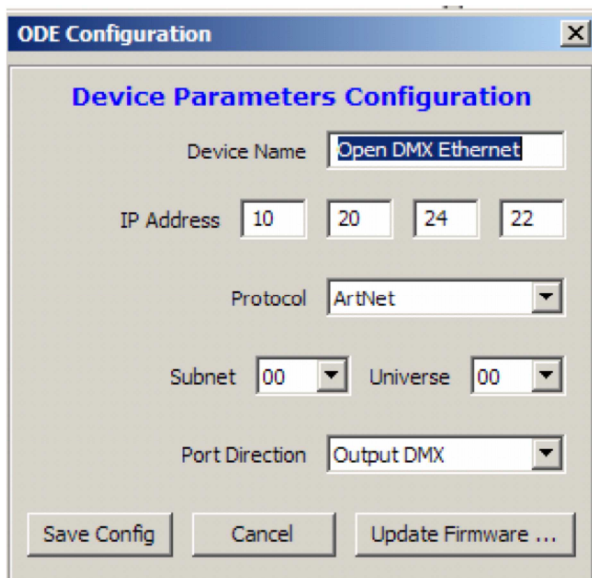 ODE Configuration
Device Parameters Configuration
Device Name Open DMX Ethernet
IP Address 10 20 24 22
Protocol ArtNet
Subnet 00 Universe 00
Port Direction Output DMX
Save Config Cancel Update Firmware ...